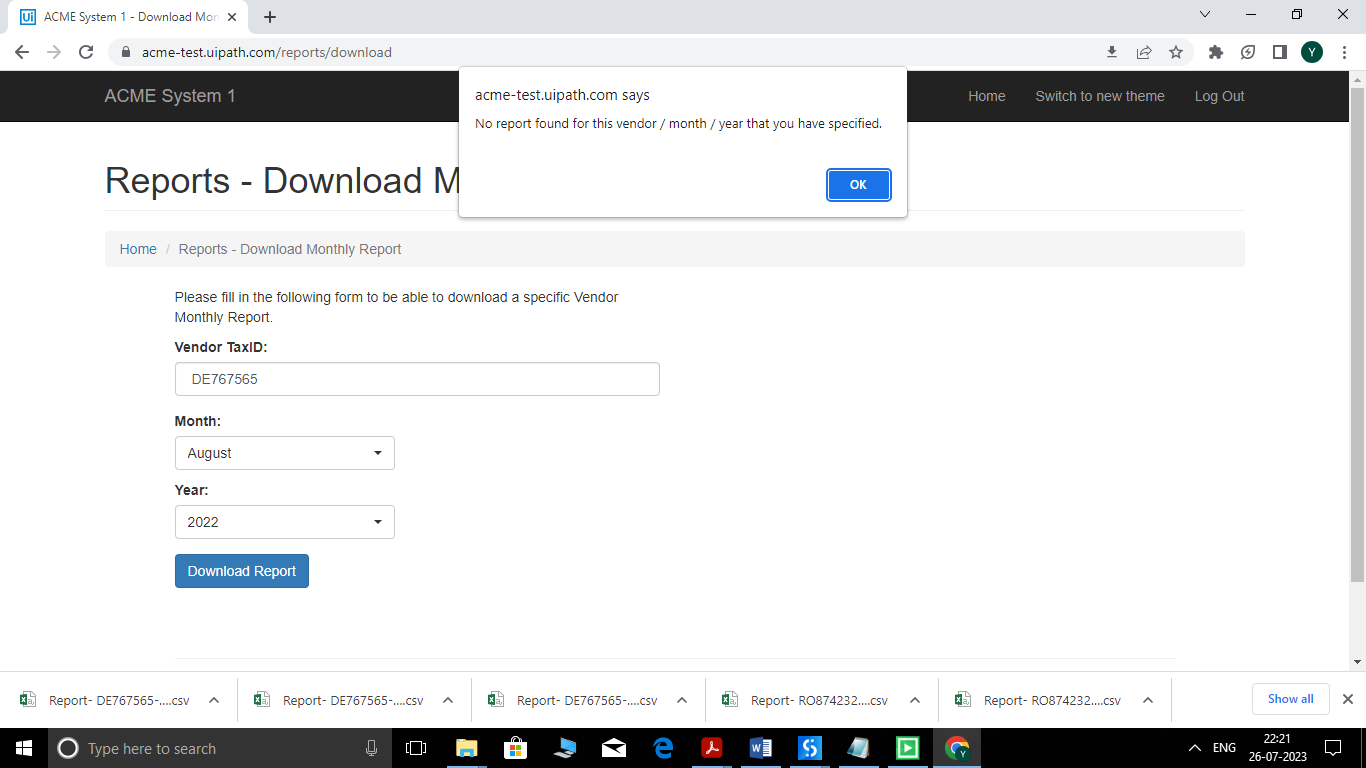 Ui ACME System 1 - Download Mon
acme-test.uipath.com/reports/download
Y
ACME System 1
Home
Switch to new theme
Log Out
acme-test.uipath.com says
No report found for this vendor / month / year that you have specified.
OK
Reports - Download M
Home / Reports - Download Monthly Report
Please fill in the following form to be able to download a specific Vendor
Monthly Report.
Vendor TaxID:
DE767565
Month:
August
Year:
2022
Download Report
Report- DE767565-....csv
Report- DE767565-....csv
Report- DE767565-....csv
Report- RO874232....csv
Report- RO874232....csv
Show all
Type here to search
ENG
22:21
26-07-2023